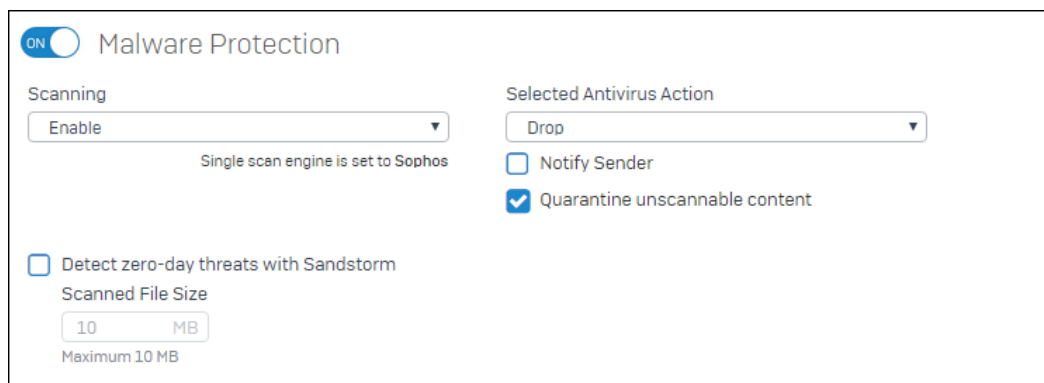 ON Malware Protection
Scanning
Enable
Single scan engine is set to Sophos
Selected Antivirus Action
Drop
Notify Sender
Quarantine unscannable content
Detect zero-day threats with Sandstorm
Scanned File Size
10 MB
Maximum 10 MB